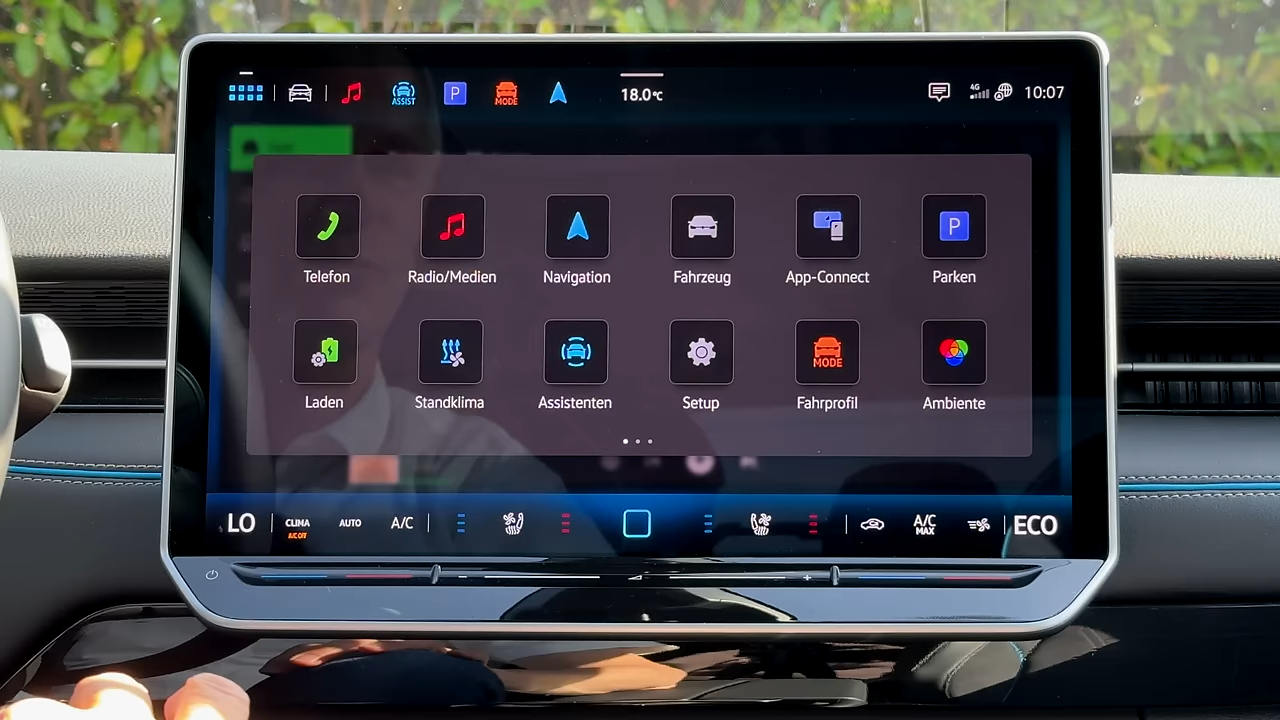 ASSIST
P
MODE
18.0°C
4G
10:07
Telefon
Radio/Medien
Navigation
Fahrzeug
App-Connect
P
Parken
Laden
Standklima
Assistenten
Setup
MODE
Fahrprofil
Ambiente
LO
CLIMA
A/C OFF
AUTO
A/C
A/C
MAX
ECO
- +